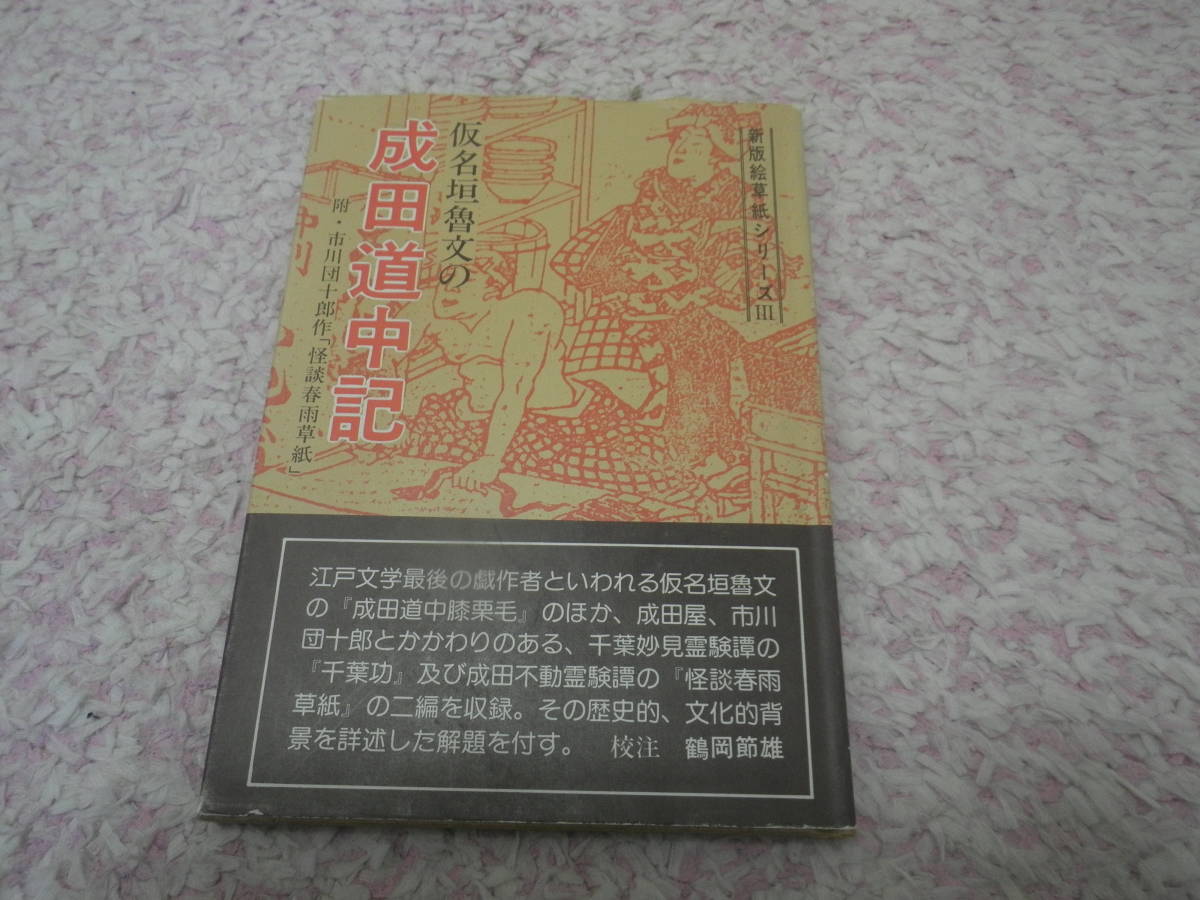 新版絵草紙シリーズⅢ
仮名垣魯文の
成田道中記
附・市川団十郎作「怪談春雨草紙」
江戸文学最後の戯作者といわれる仮名垣魯文
の『成田道中膝栗毛』のほか、成田屋、市川
団十郎とかかわりのある、千葉妙見霊験譚の
『千葉功』及び成田不動霊験譚の『怪談春雨
草紙』の二編を収録。その歴史的、文化的背
景を詳述した解題を付す。 校注 鶴岡節雄